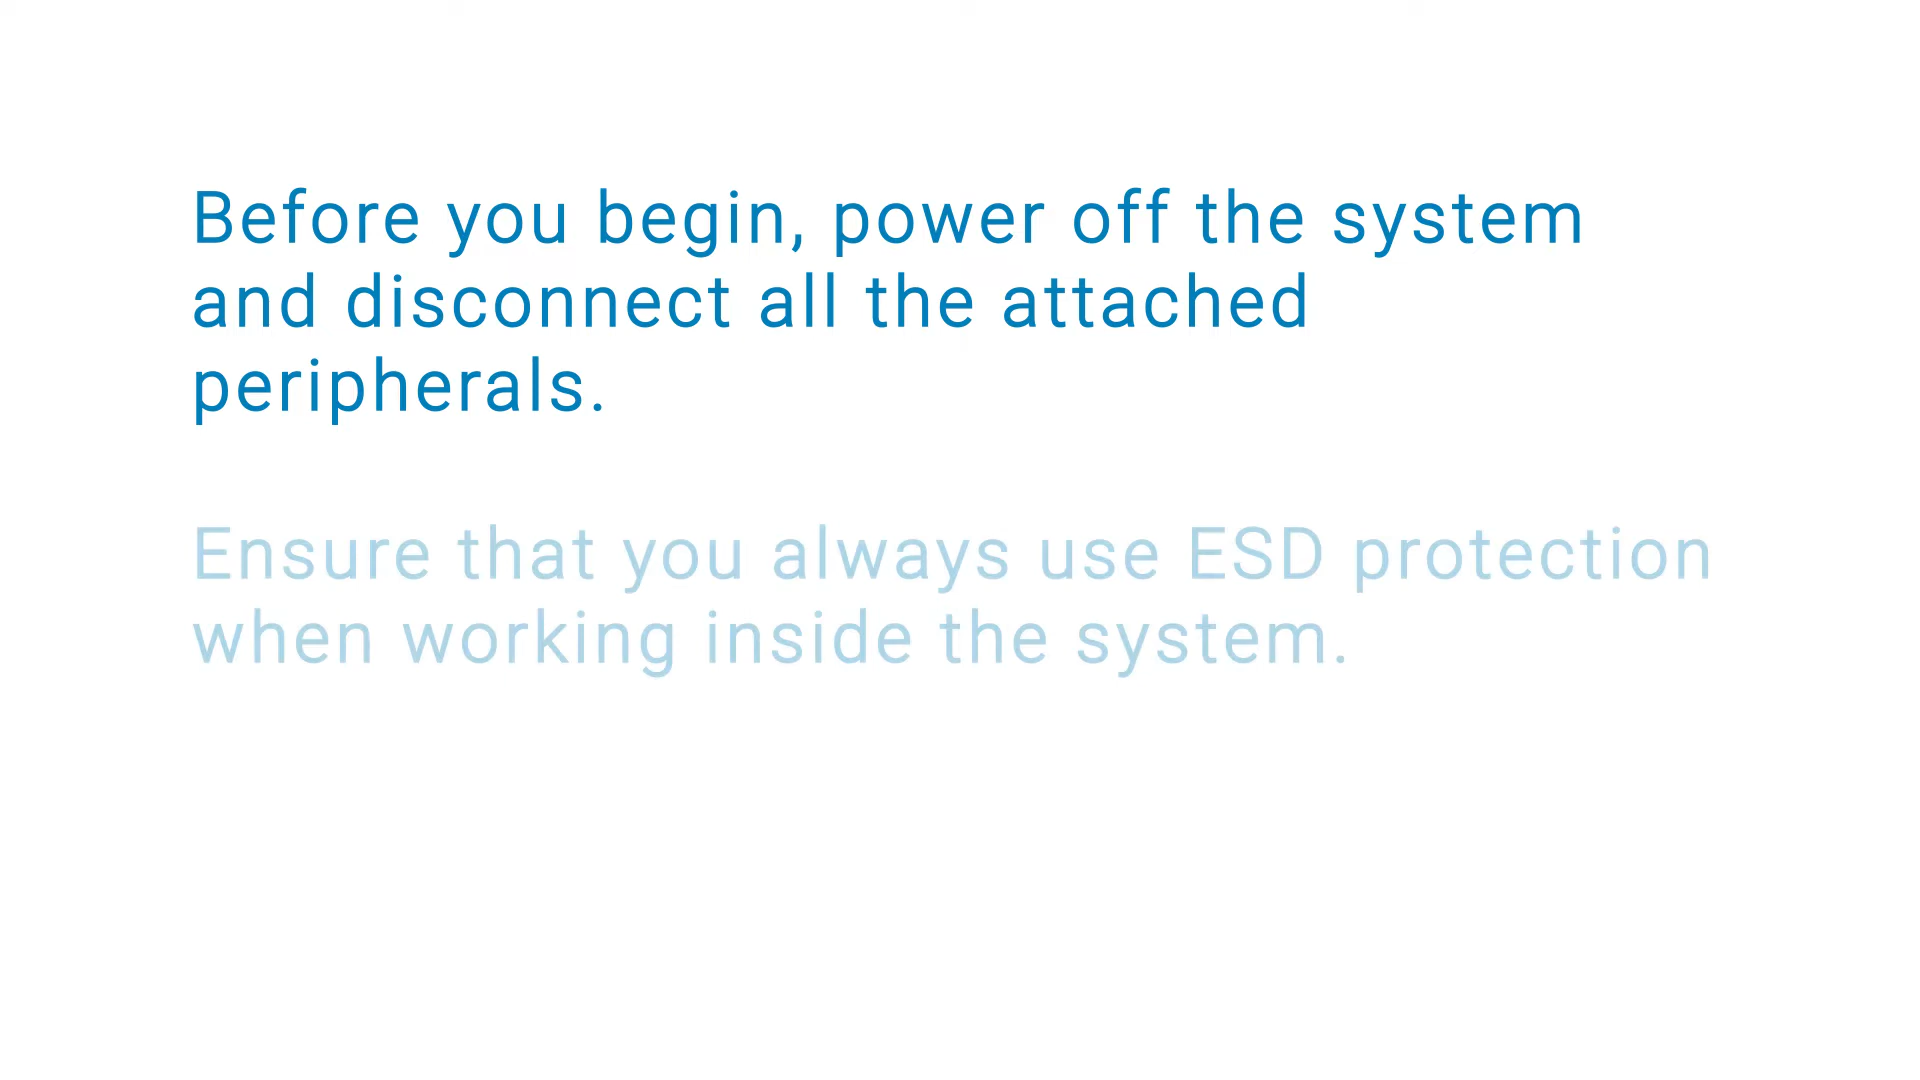 Before you begin, power off the system
and disconnect all the attached
peripherals.
Ensure that you always use ESD protection
when working inside the system.